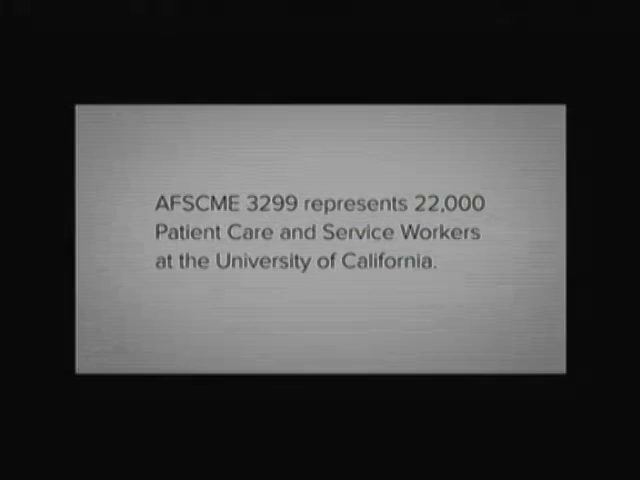 AFSCME 3299 represents 22,000
Patient Care and Service Workers
at the University of California.